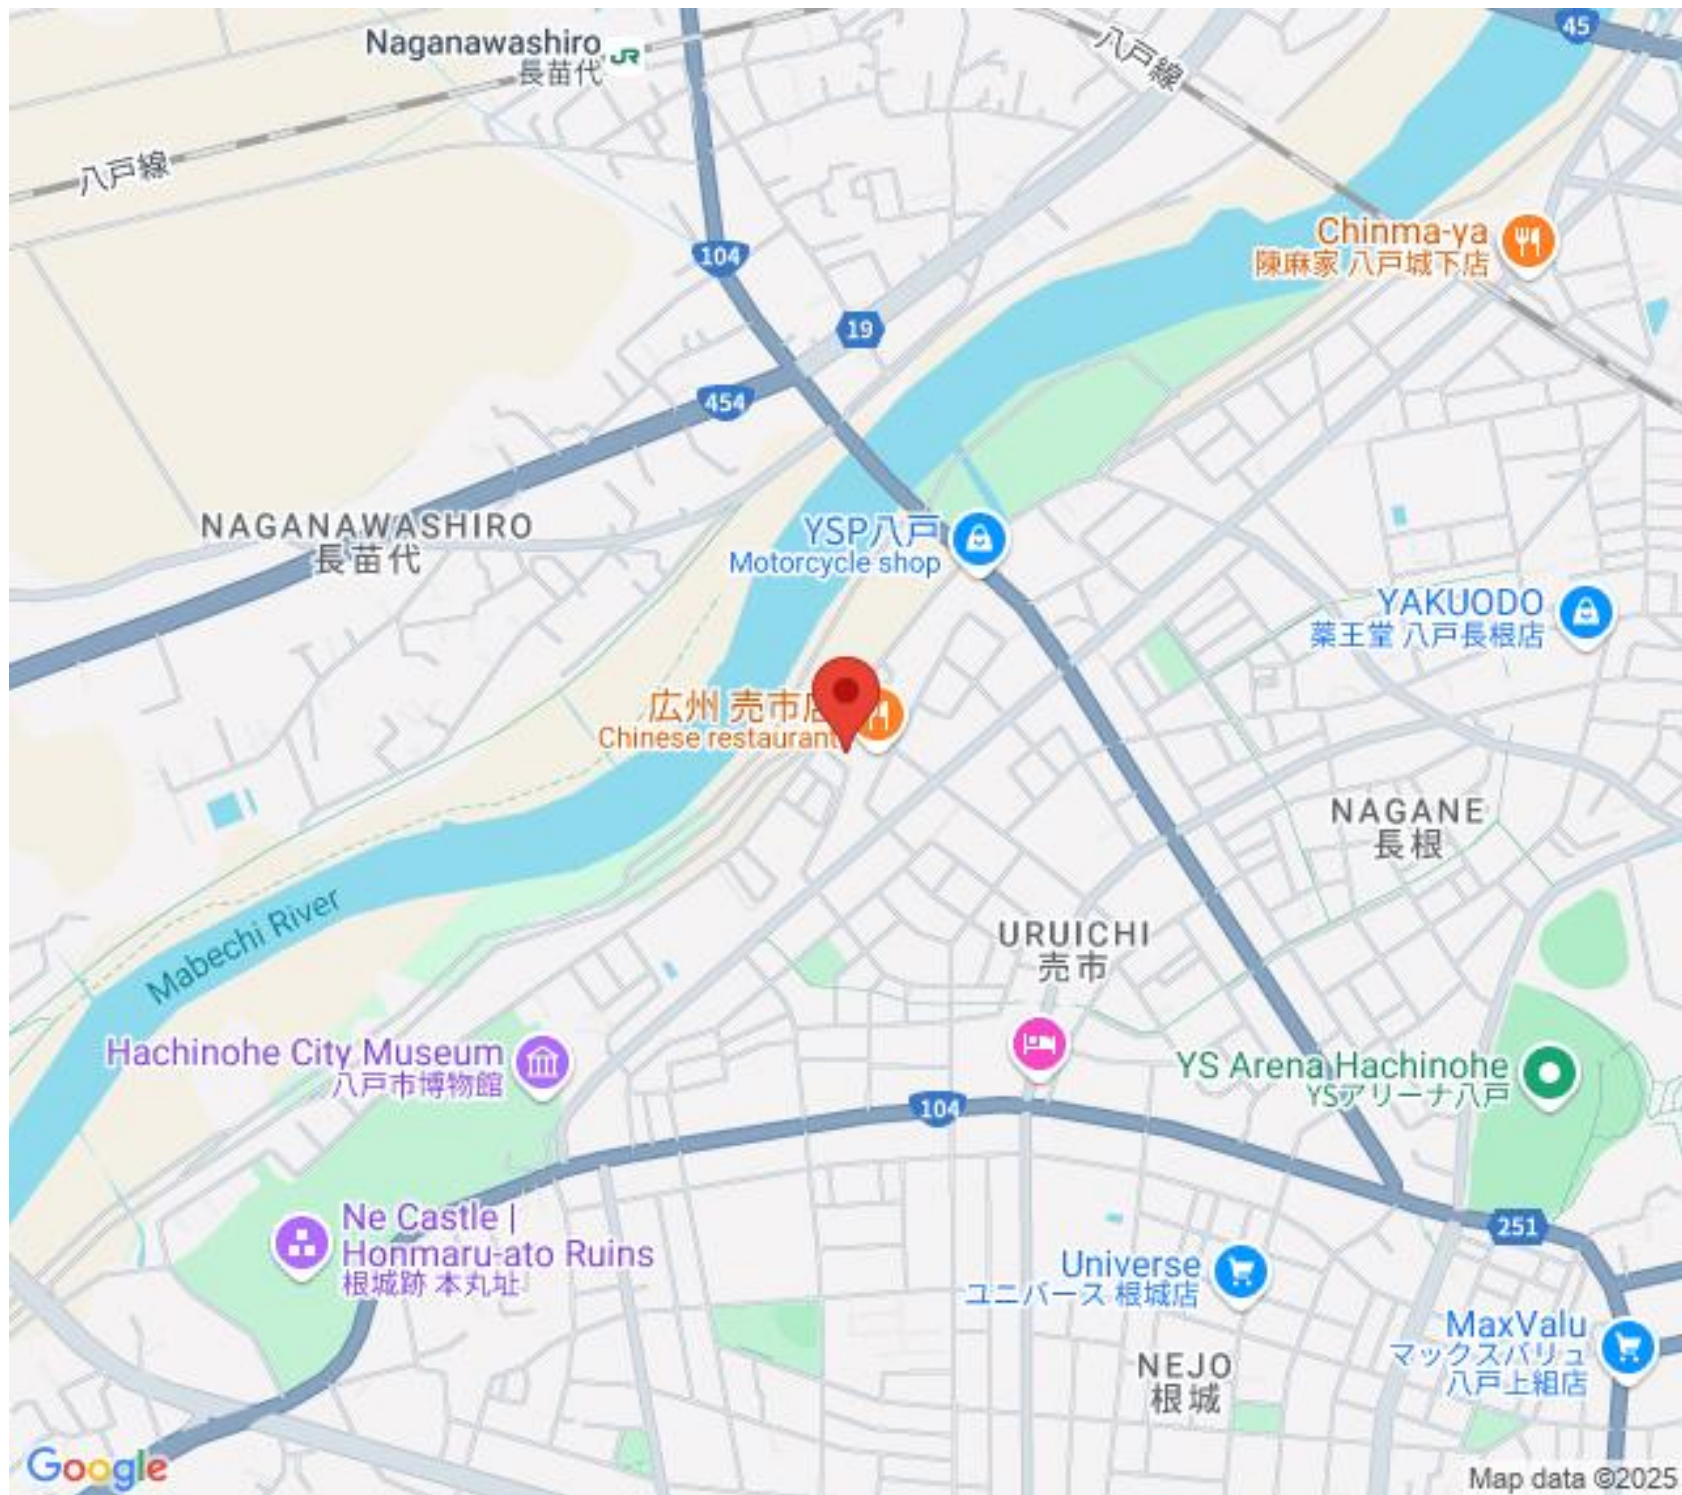 45
Naganawashiro
長苗代
JR
八戸線
八戸線
104
Chinma-ya
陳麻家 八戸城下店
19
454
NAGANAWASHIRO
長苗代
YSP八戸
Motorcycle shop
YAKUODO
薬王堂 八戸長根店
広州 売市店
Chinese restaurant
NAGANE
長根
Mabechi River
URUICHI
売市
Hachinohe City Museum
八戸市博物館
YS Arena Hachinohe
YSアリーナ八戸
104
Ne Castle |
Honmaru-ato Ruins
根城跡 本丸址
251
Universe
ユニバース 根城店
MaxValu
マックスバリュ
八戸上組店
NEJO
根城
Google
Map data ©2025